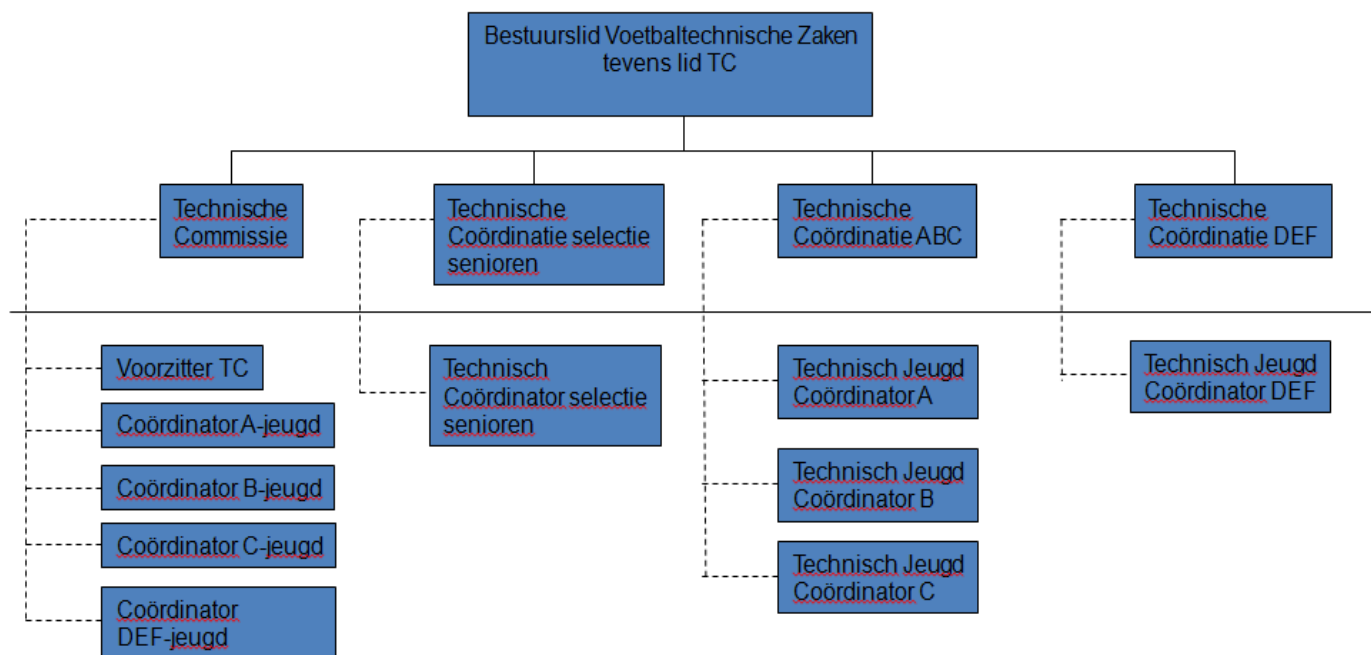 Bestuurslid Voetbaltechnische Zaken
tevens lid TC
Technische
Commissie
Technische
Coördinatie selectie
senioren
Technische
Coördinatie ABC
Technische
Coördinatie DEF
Voorzitter TC
Coördinator A-jeugd
Coördinator B-jeugd
Coördinator C-jeugd
Coördinator
DEF-jeugd
Technisch
Coördinator selectie
senioren
Technisch Jeugd
Coördinator A
Technisch Jeugd
Coördinator B
Technisch Jeugd
Coördinator C
Technisch Jeugd
Coördinator DEF